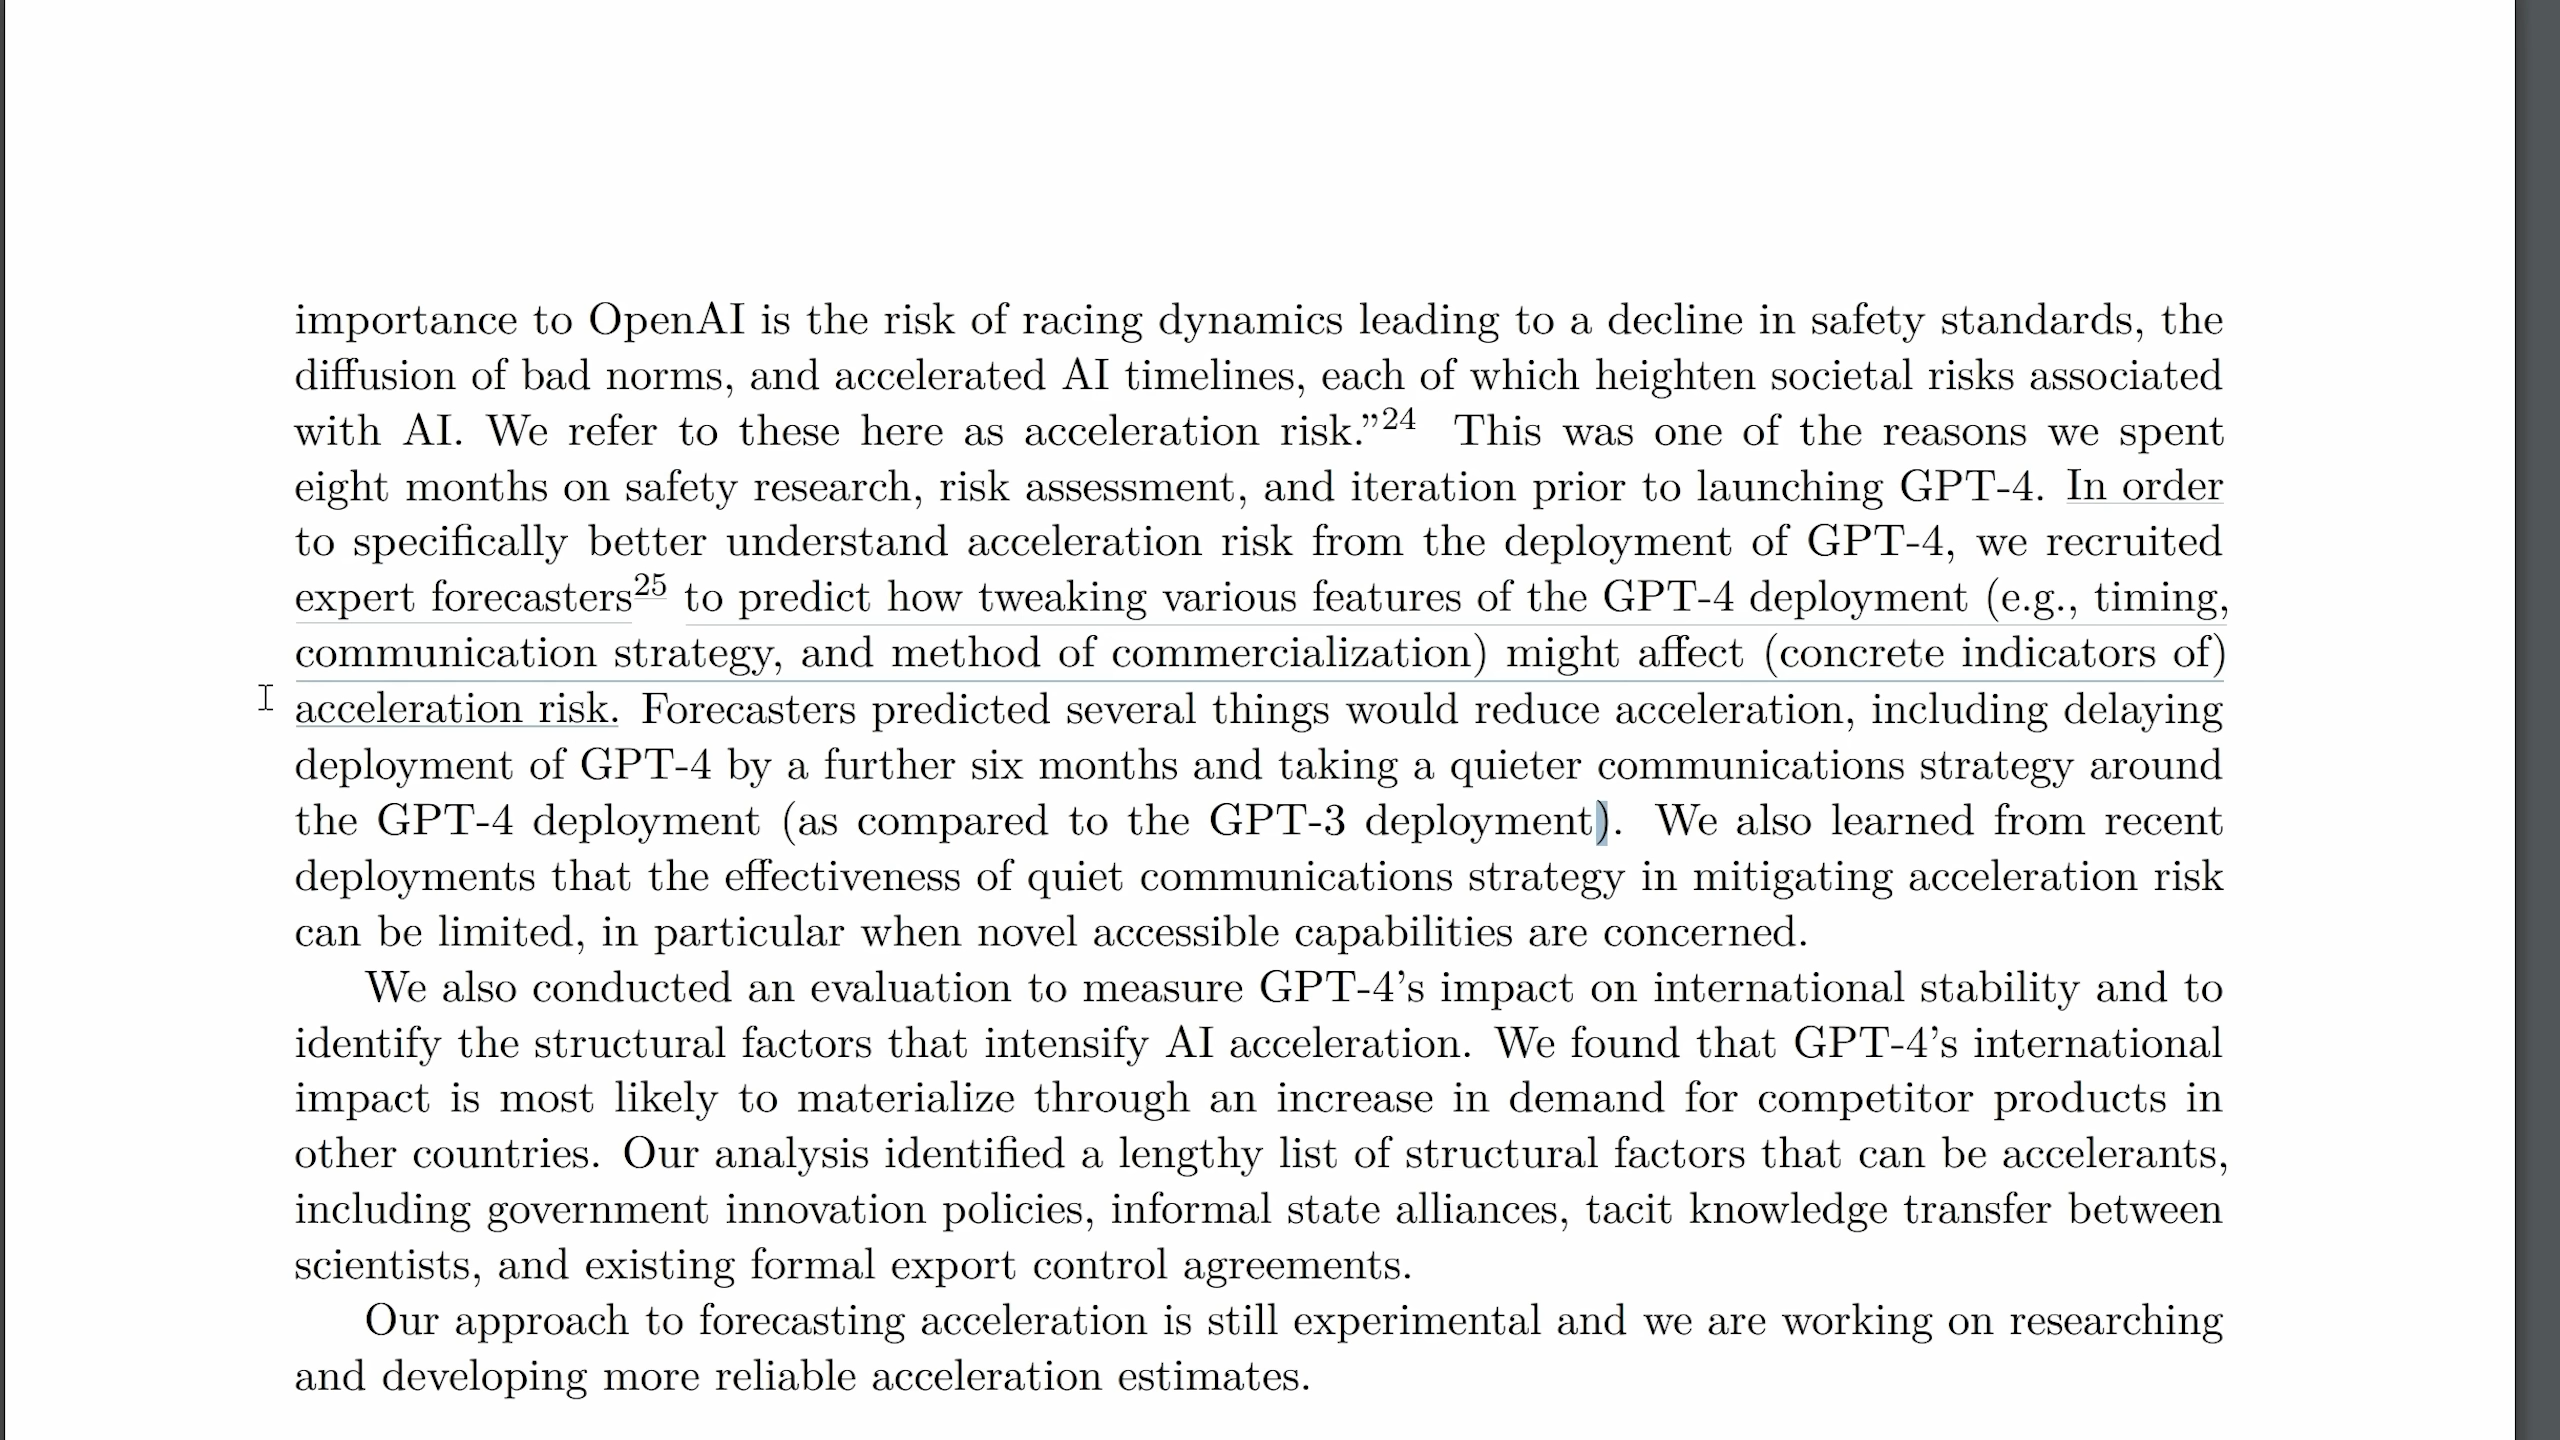 importance to OpenAI is the risk of racing dynamics leading to a decline in safety standards, the
diffusion of bad norms, and accelerated AI timelines, each of which heighten societal risks associated
with AI. We refer to these here as acceleration risk.”24 This was one of the reasons we spent
eight months on safety research, risk assessment, and iteration prior to launching GPT-4. In order
to specifically better understand acceleration risk from the deployment of GPT-4, we recruited
expert forecasters25 to predict how tweaking various features of the GPT-4 deployment (e.g., timing,
communication strategy, and method of commercialization) might affect (concrete indicators of)
acceleration risk. Forecasters predicted several things would reduce acceleration, including delaying
deployment of GPT-4 by a further six months and taking a quieter communications strategy around
the GPT-4 deployment (as compared to the GPT-3 deployment). We also learned from recent
deployments that the effectiveness of quiet communications strategy in mitigating acceleration risk
can be limited, in particular when novel accessible capabilities are concerned.
We also conducted an evaluation to measure GPT-4’s impact on international stability and to
identify the structural factors that intensify AI acceleration. We found that GPT-4’s international
impact is most likely to materialize through an increase in demand for competitor products in
other countries. Our analysis identified a lengthy list of structural factors that can be accelerants,
including government innovation policies, informal state alliances, tacit knowledge transfer between
scientists, and existing formal export control agreements.
Our approach to forecasting acceleration is still experimental and we are working on researching
and developing more reliable acceleration estimates.